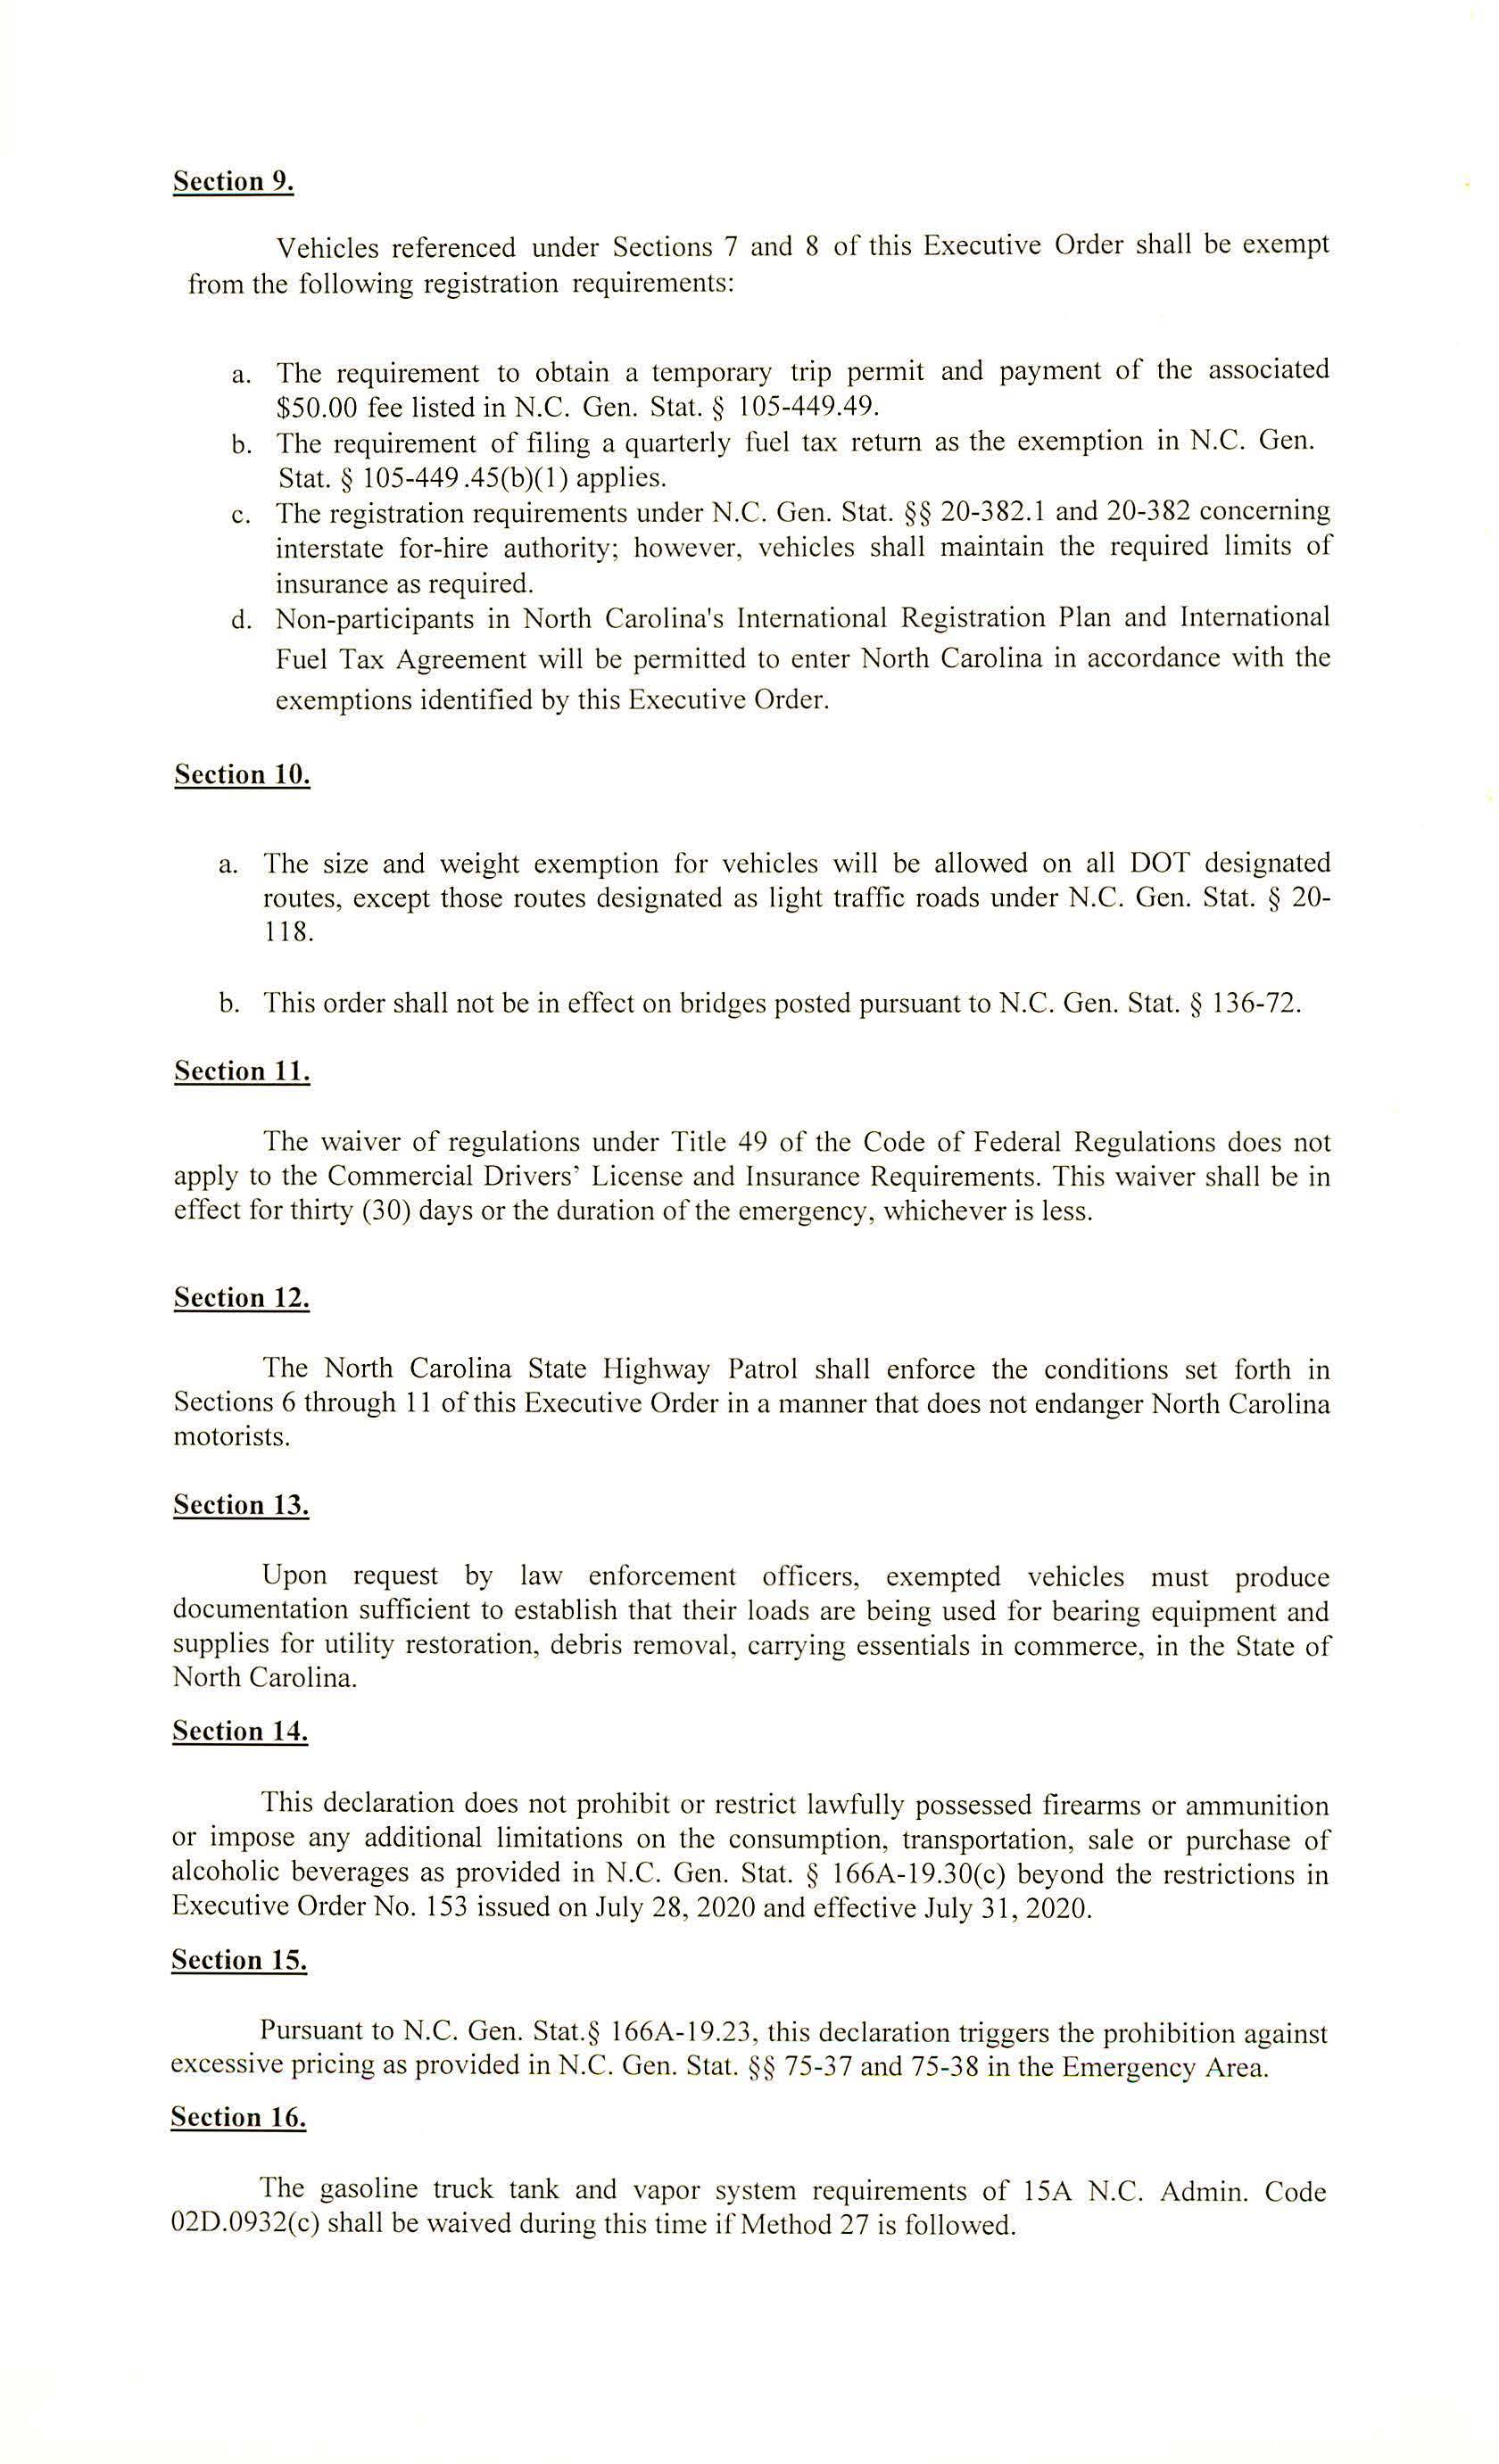 Section 9.
Vehicles referenced under Sections 7 and 8 of this Executive Order shall be exempt
from the following registration requirements:
a. The requirement to obtain a temporary trip permit and payment of the associated
$50.00 fee listed in N.C. Gen. Stat. § 105-449.49.
b. The requirement of filing a quarterly fuel tax return as the exemption in N.C. Gen.
Stat. § 105-449.45(b)(1) applies.
c. The registration requirements under N.C. Gen. Stat. §§ 20-382.1 and 20-382 concerning
interstate for-hire authority; however, vehicles shall maintain the required limits of
insurance as required.
d. Non-participants in North Carolina's International Registration Plan and International
Fuel Tax Agreement will be permitted to enter North Carolina in accordance with the
exemptions identified by this Executive Order.
Section 10.
a. The size and weight exemption for vehicles will be allowed on all DOT designated
routes, except those routes designated as light traffic roads under N.C. Gen. Stat. § 20-
118.
b. This order shall not be in effect on bridges posted pursuant to N.C. Gen. Stat. § 136-72.
Section 11.
The waiver of regulations under Title 49 of the Code of Federal Regulations does not
apply to the Commercial Drivers’ License and Insurance Requirements. This waiver shall be in
effect for thirty (30) days or the duration of the emergency, whichever is less.
Section 12.
The North Carolina State Highway Patrol shall enforce the conditions set forth in
Sections 6 through 11 of this Executive Order in a manner that does not endanger North Carolina
motorists.
Section 13.
Upon request by law enforcement officers, exempted vehicles must produce
documentation sufficient to establish that their loads are being used for bearing equipment and
supplies for utility restoration, debris removal, carrying essentials in commerce, in the State of
North Carolina.
Section 14.
This declaration does not prohibit or restrict lawfully possessed firearms or ammunition
or impose any additional limitations on the consumption, transportation, sale or purchase of
alcoholic beverages as provided in N.C. Gen. Stat. § 166A-19.30(c) beyond the restrictions in
Executive Order No. 153 issued on July 28, 2020 and effective July 31, 2020.
Section 15.
Pursuant to N.C. Gen. Stat.§ 166A-19.23, this declaration triggers the prohibition against
excessive pricing as provided in N.C. Gen. Stat. §§ 75-37 and 75-38 in the Emergency Area.
Section 16.
The gasoline truck tank and vapor system requirements of 15A N.C. Admin. Code
02D.0932(c) shall be waived during this time if Method 27 is followed.